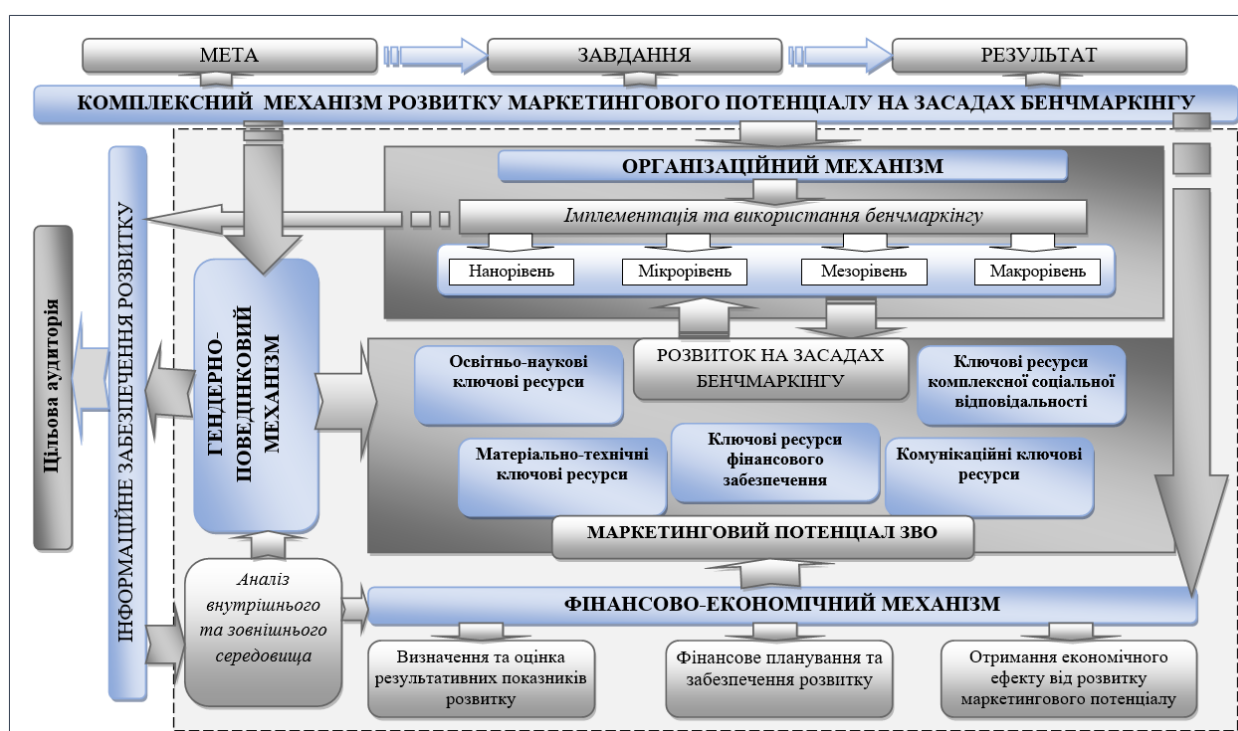 МЕТА
ЗАВДАННЯ
РЕЗУЛЬТАТ
КОМПЛЕКСНИЙ МЕХАНІЗМ РОЗВИТКУ МАРКЕТИНГОВОГО ПОТЕНЦІАЛУ НА ЗАСАДАХ БЕНЧМАРКІНГУ
ОРГАНІЗАЦІЙНИЙ МЕХАНІЗМ
Імплементація та використання бенчмаркінгу
Нанорівень
Мікрорівень
Мезорівень
Макрорівень
Цільова аудиторія
ІНФОРМАЦІЙНЕ ЗАБЕЗПЕЧЕННЯ РОЗВИТКУ
ГЕНДЕРНО-
ПОВЕДІНКОВИЙ
МЕХАНІЗМ
Освітньо-наукові
ключові ресурси
РОЗВИТОК НА ЗАСАДАХ
БЕНЧМАРКІНГУ
Ключові ресурси
комплексної соціальної
відповідальності
Матеріально-технічні
ключові ресурси
Ключові ресурси
фінансового
забезпечення
Комунікаційні ключові
ресурси
МАРКЕТИНГОВИЙ ПОТЕНЦІАЛ ЗВО
Аналіз
внутрішнього
та зовнішнього
середовища
ФІНАНСОВО-ЕКОНОМІЧНИЙ МЕХАНІЗМ
Визначення та оцінка
результативних показників
розвитку
Фінансове планування та
забезпечення розвитку
Отримання економічного
ефекту від розвитку
маркетингового потенціалу